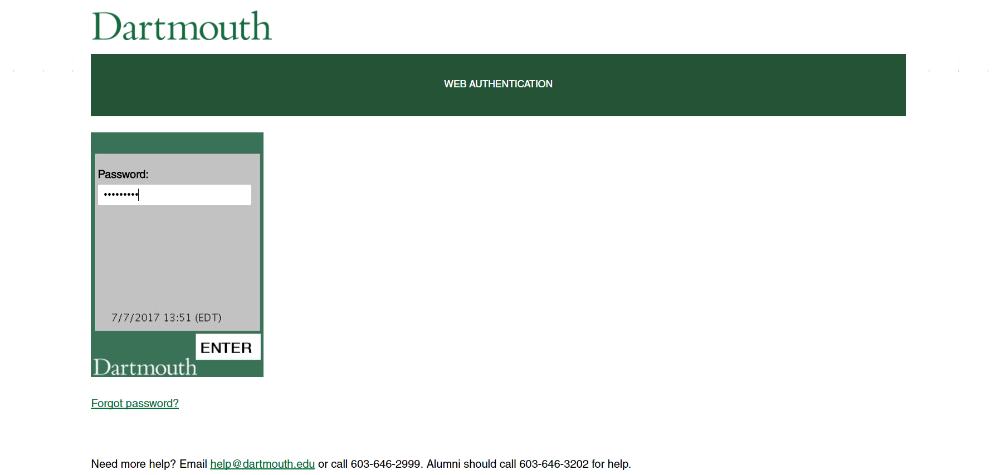 Dartmouth
WEB AUTHENTICATION
Password:
•••••••••
7/7/2017 13:51 (EDT)
ENTER
Dartmouth
Forgot password?
Need more help? Email help@dartmouth.edu or call 603-646-2999. Alumni should call 603-646-3202 for help.